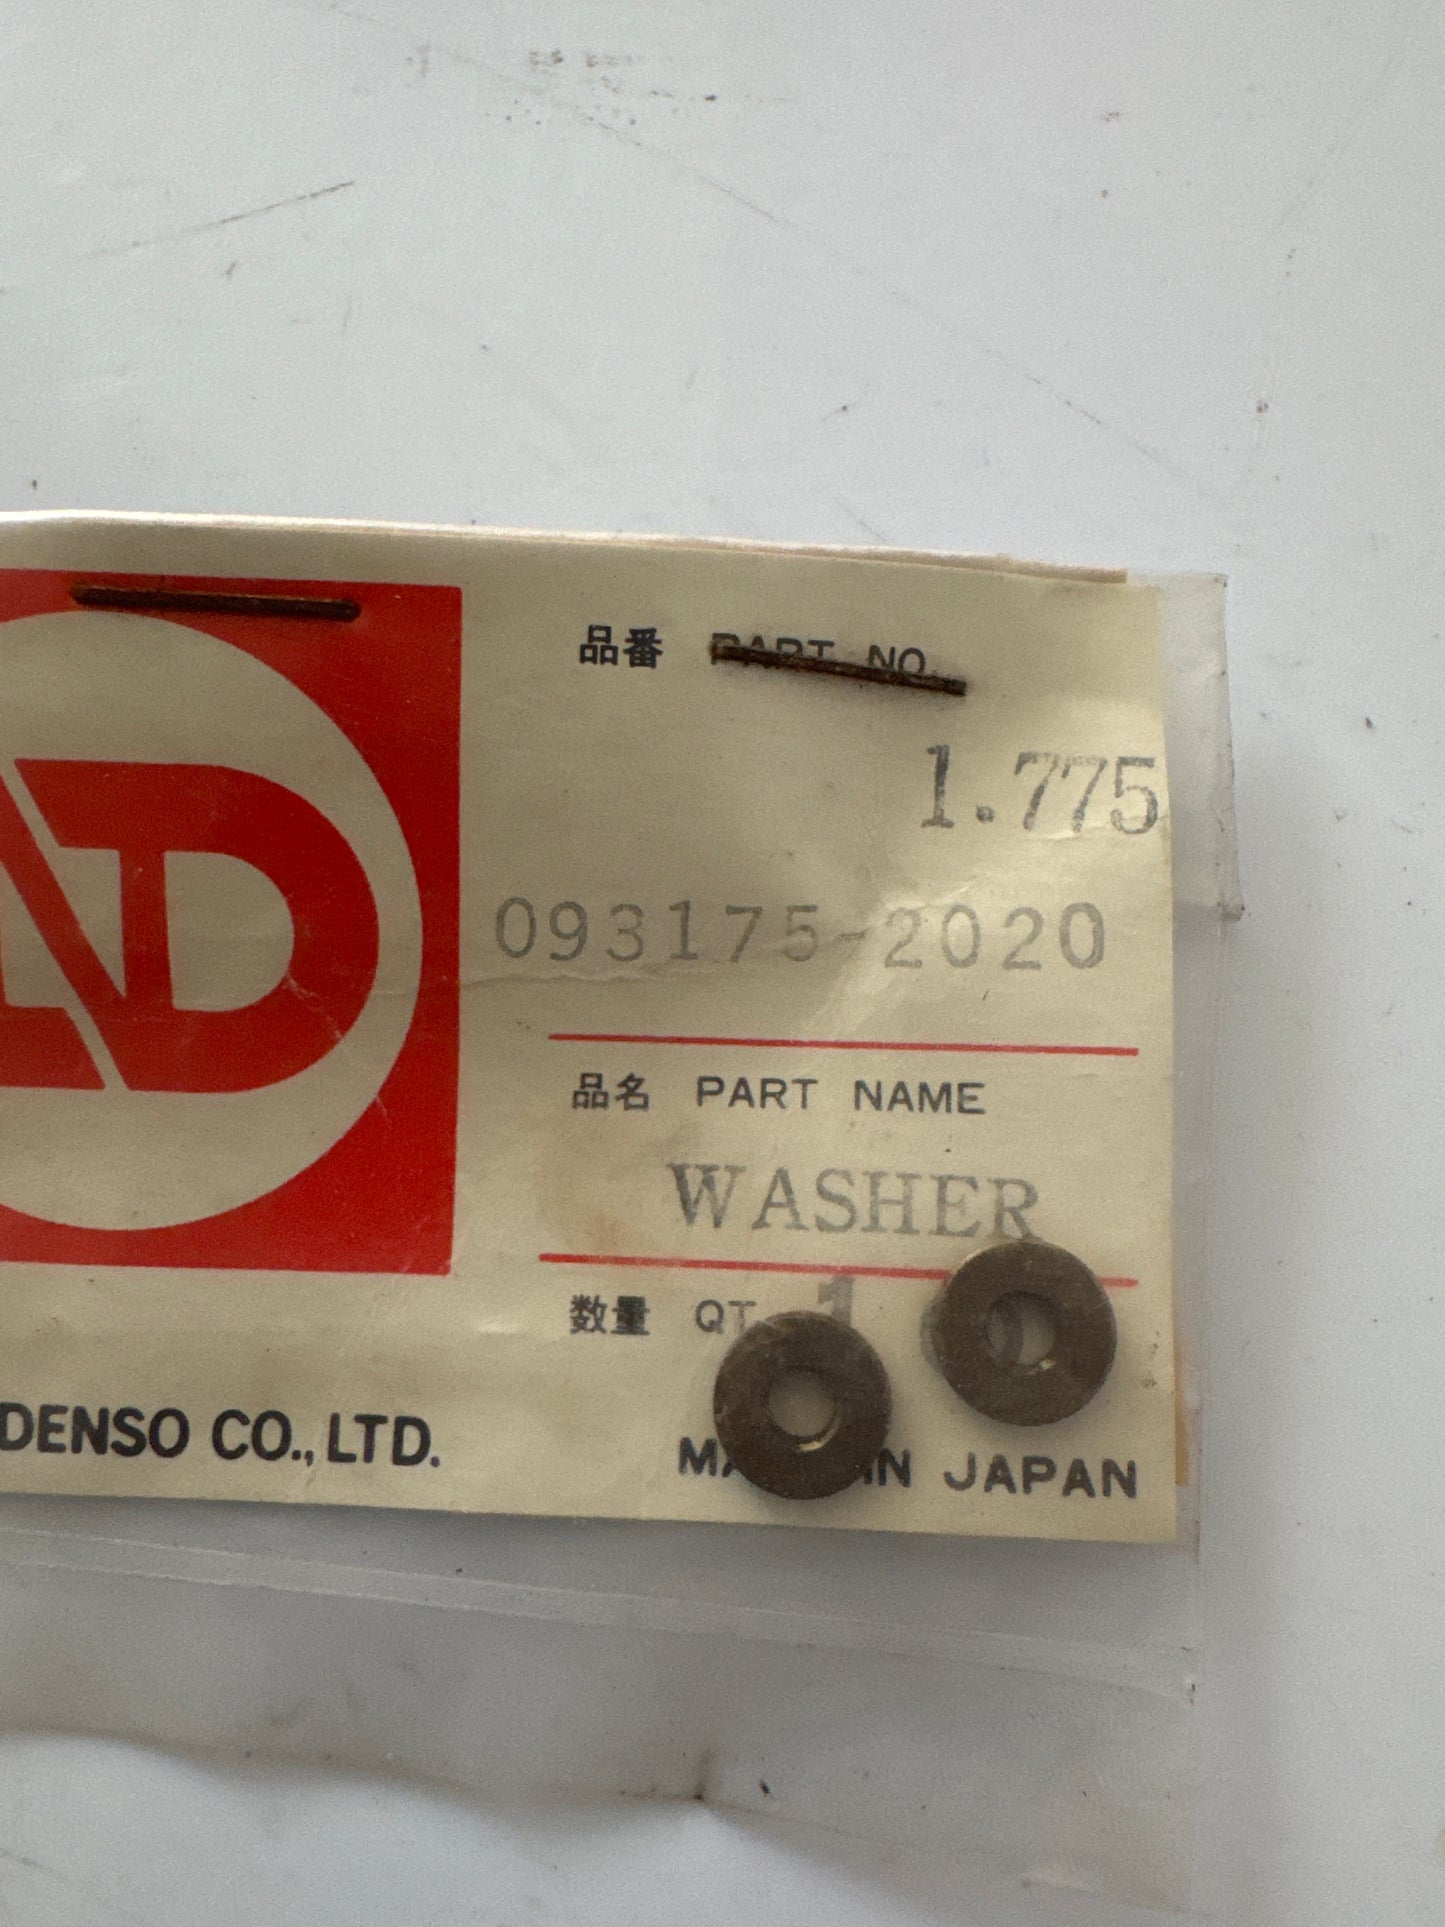 品番 PART NO.
1.775
093175-2020
品名 PART NAME
WASHER
数量 QT
DENSO CO., LTD.
IN JAPAN